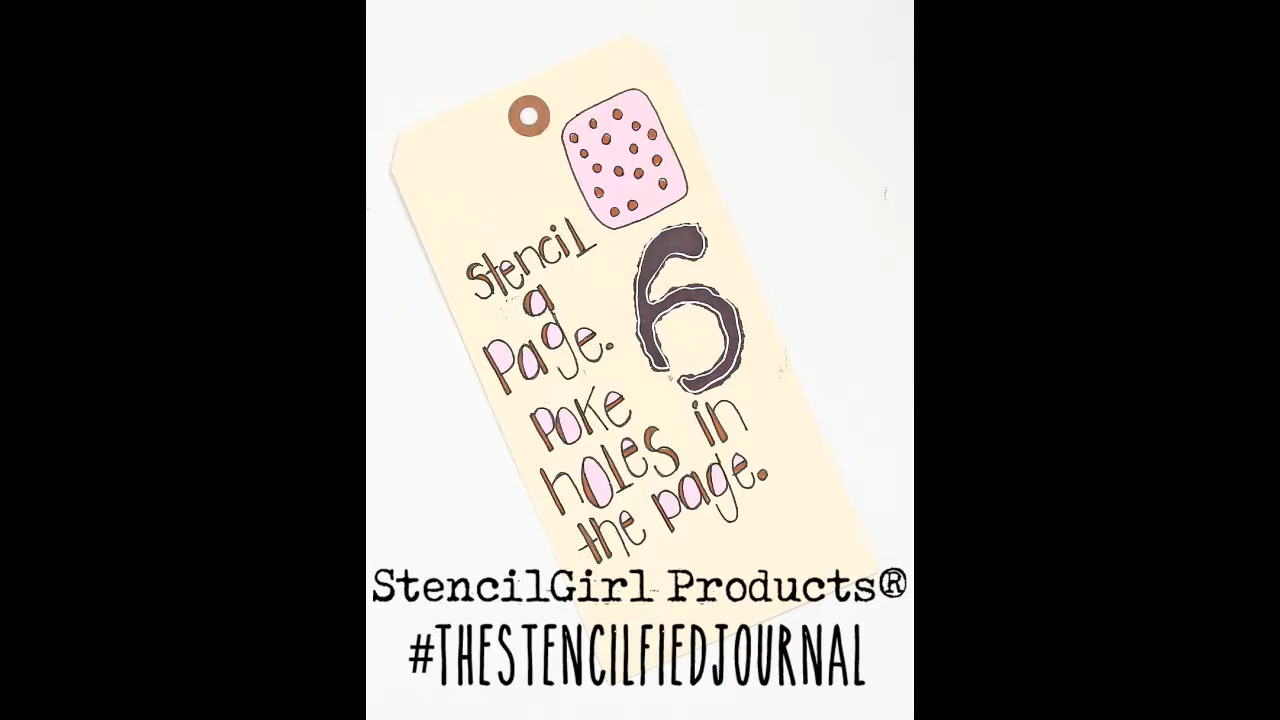 stencil
a
page.
6
poke
holes in
the page.
StencilGirl Products®
#THESTENCILFIEDJOURNAL